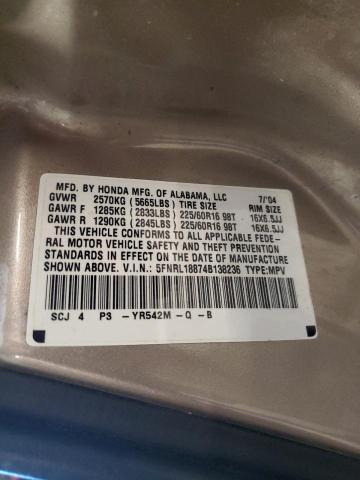 MFD. BY HONDA MFG. OF ALABAMA, LLC 7/'04
GVWR 2570KG (5665LBS) TIRE SIZE RIM SIZE
GAWR F 1285KG (2833LBS) 225/60R16 98T 16X6.5JJ
GAWR R 1290KG (2845LBS) 225/60R16 98T 16X6.5JJ
THIS VEHICLE CONFORMS TO ALL APPLICABLE FEDE-
RAL MOTOR VEHICLE SAFETY AND THEFT PREVENTION
STANDARDS IN EFFECT ON THE DATE OF MANUFACTURE
SHOWN ABOVE. V.I.N.: 5FNRL18874B138236 TYPE:MPV
SCJ 4 P3 -YR542M -Q -B